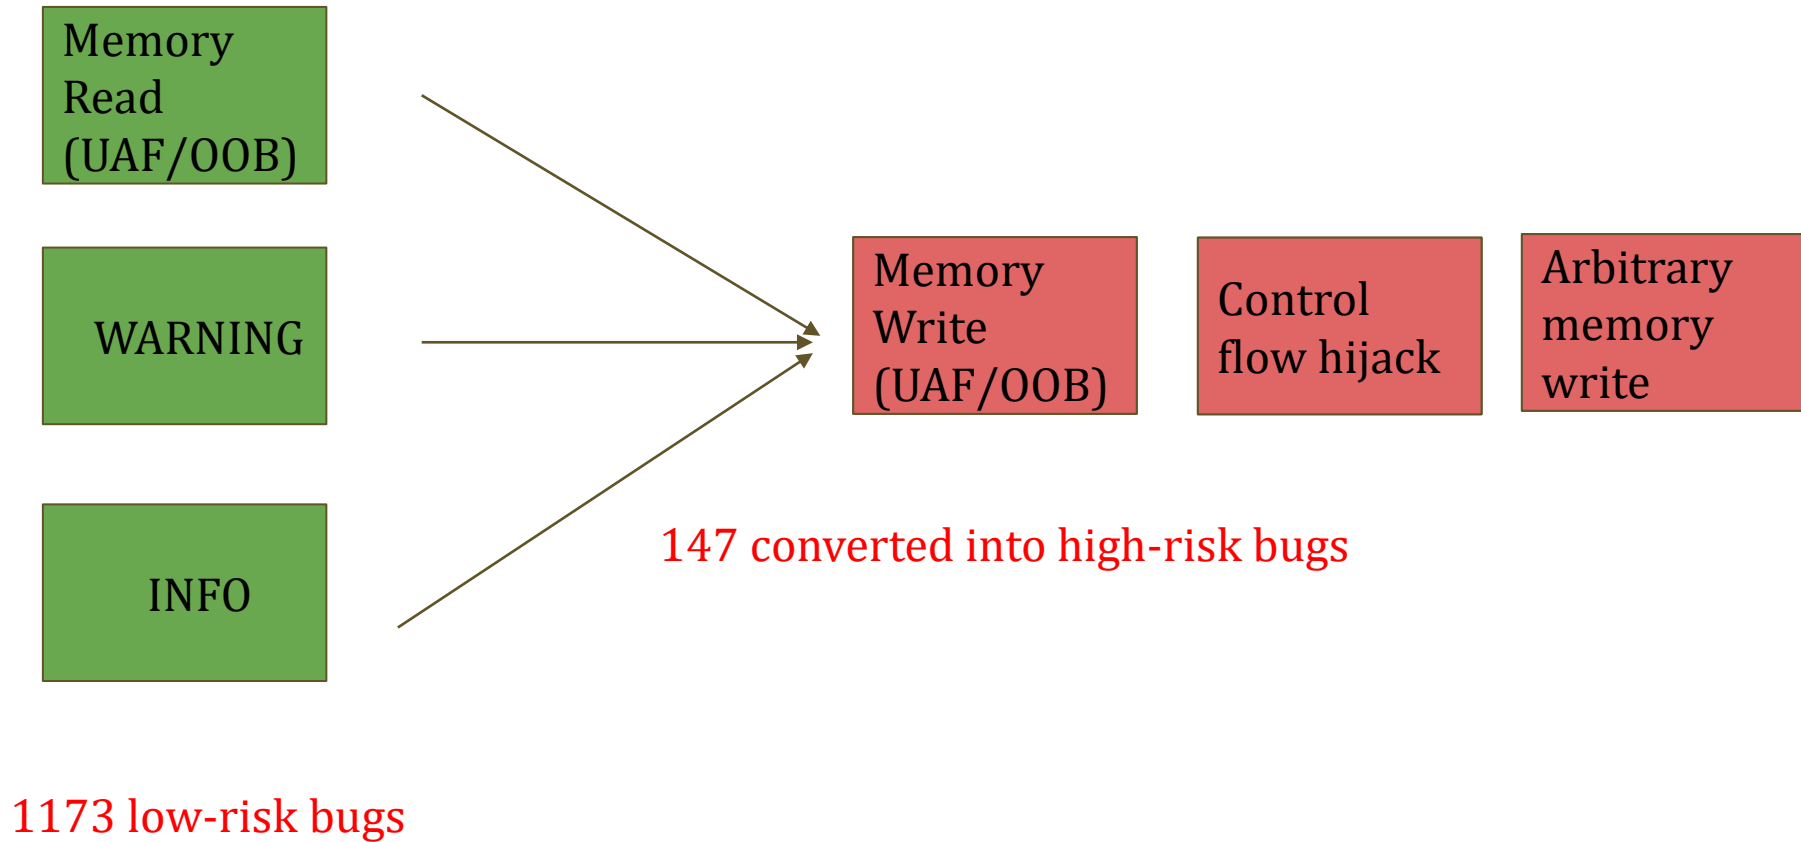 Memory
Read
(UAF/OOB)
WARNING
INFO
Memory
Write
(UAF/OOB)
Control
flow hijack
Arbitrary
memory
write
147 converted into high-risk bugs
1173 low-risk bugs